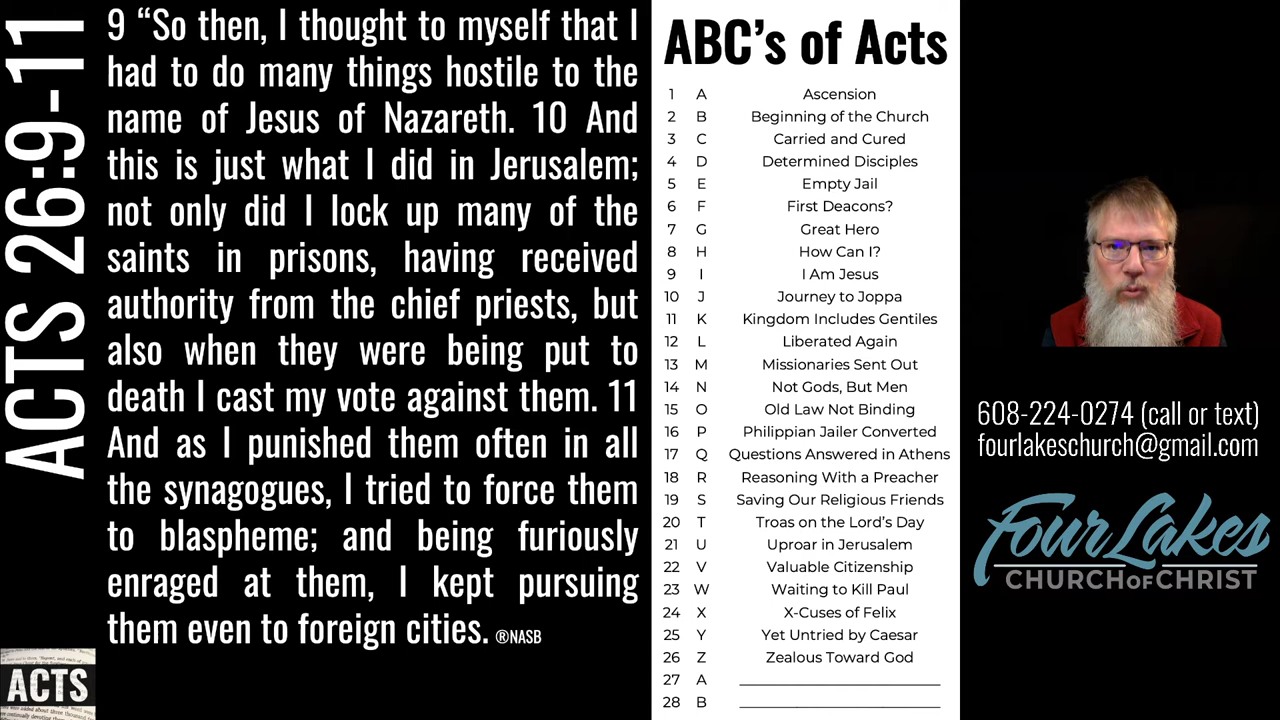 ACTS 26:9-11
9 “So then, I thought to myself that I
had to do many things hostile to the
name of Jesus of Nazareth. 10 And
this is just what I did in Jerusalem;
not only did I lock up many of the
saints in prisons, having received
authority from the chief priests, but
also when they were being put to
death I cast my vote against them. 11
And as I punished them often in all
the synagogues, I tried to force them
to blaspheme; and being furiously
enraged at them, I kept pursuing
them even to foreign cities. ®NASB
ACTS
ABC’s of Acts
1 A Ascension
2 B Beginning of the Church
3 C Carried and Cured
4 D Determined Disciples
5 E Empty Jail
6 F First Deacons?
7 G Great Hero
8 H How Can I?
9 I I Am Jesus
10 J Journey to Joppa
11 K Kingdom Includes Gentiles
12 L Liberated Again
13 M Missionaries Sent Out
14 N Not Gods, But Men
15 O Old Law Not Binding
16 P Philippian Jailer Converted
17 Q Questions Answered in Athens
18 R Reasoning With a Preacher
19 S Saving Our Religious Friends
20 T Troas on the Lord’s Day
21 U Uproar in Jerusalem
22 V Valuable Citizenship
23 W Waiting to Kill Paul
24 X X-Cuses of Felix
25 Y Yet Untried by Caesar
26 Z Zealous Toward God
27 A
28 B
608-224-0274 (call or text)
fourlakeschurch@gmail.com
Four Lakes
CHURCH OF CHRIST